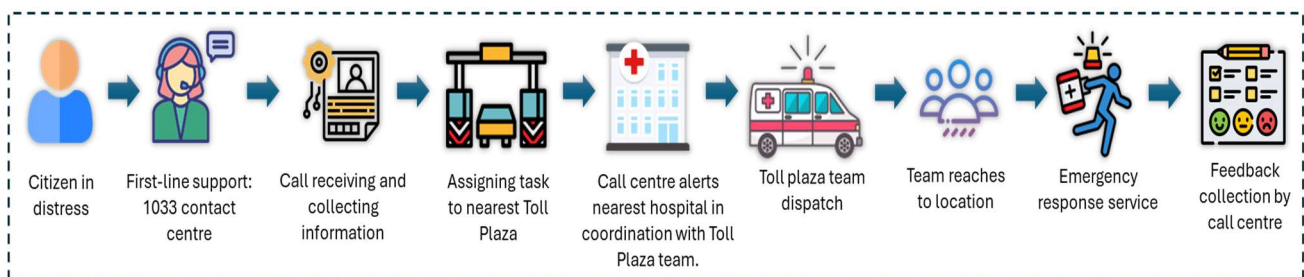 Citizen in
distress
First-line support:
1033 contact
centre
Call receiving and
collecting
information
Assigning task
to nearest Toll
Plaza
Call centre alerts
nearest hospital in
coordination with Toll
Plaza team.
Toll plaza team
dispatch
Team reaches
to location
Emergency
response service
Feedback
collection by
call centre